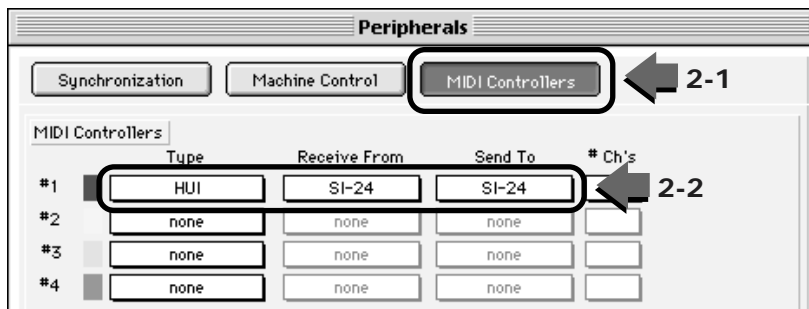 Peripherals
Synchronization Machine Control MIDI Controllers 2-1
MIDI Controllers
Type Receive From Send To # Ch's
#1 HUI SI-24 SI-24 2-2
#2 none none none
#3 none none none
#4 none none none